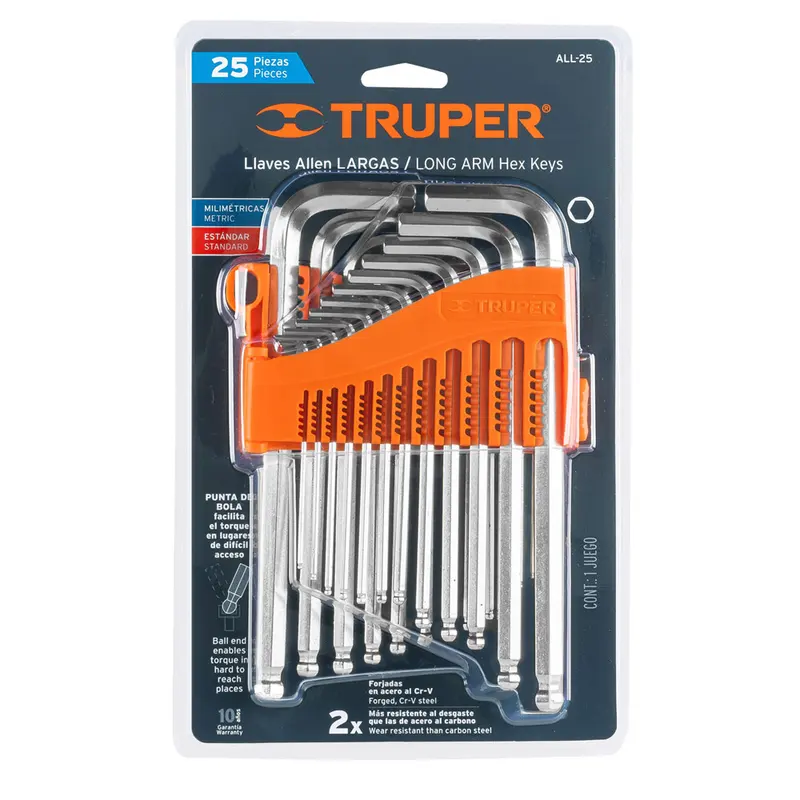 25 Piezas
Pieces
ALL-25
TRUPER®
Llaves Allen LARGAS / LONG ARM Hex Keys
MILIMÉTRICAS
METRIC
ESTÁNDAR
STANDARD
TRUPER
PUNTA DE
BOLA
facilita
el torque
en lugares
de difícil
acceso
Ball end
enables
torque in
hard to
reach
places
10 años
Garantía
Warranty
Forjadas
en acero al Cr-V
Forged, Cr-V steel
2x
Más resistente al desgaste
que las de acero al carbono
Wear resistant than carbon steel
CONT.: 1 JUEGO